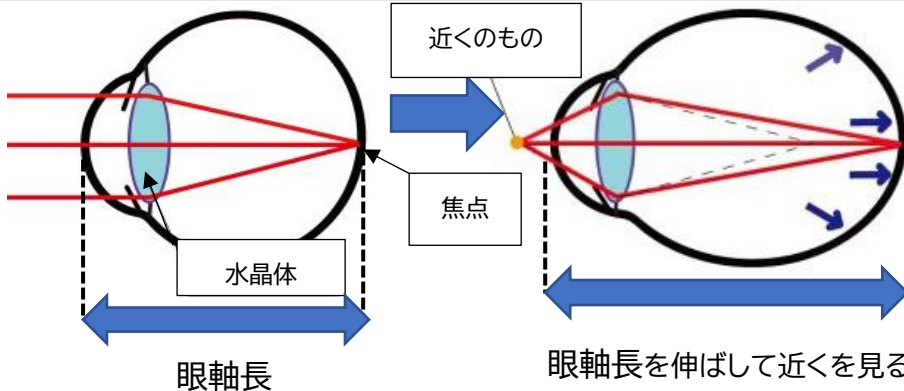 近くのもの
焦点
水晶体
眼軸長
眼軸長を伸ばして近くを見る